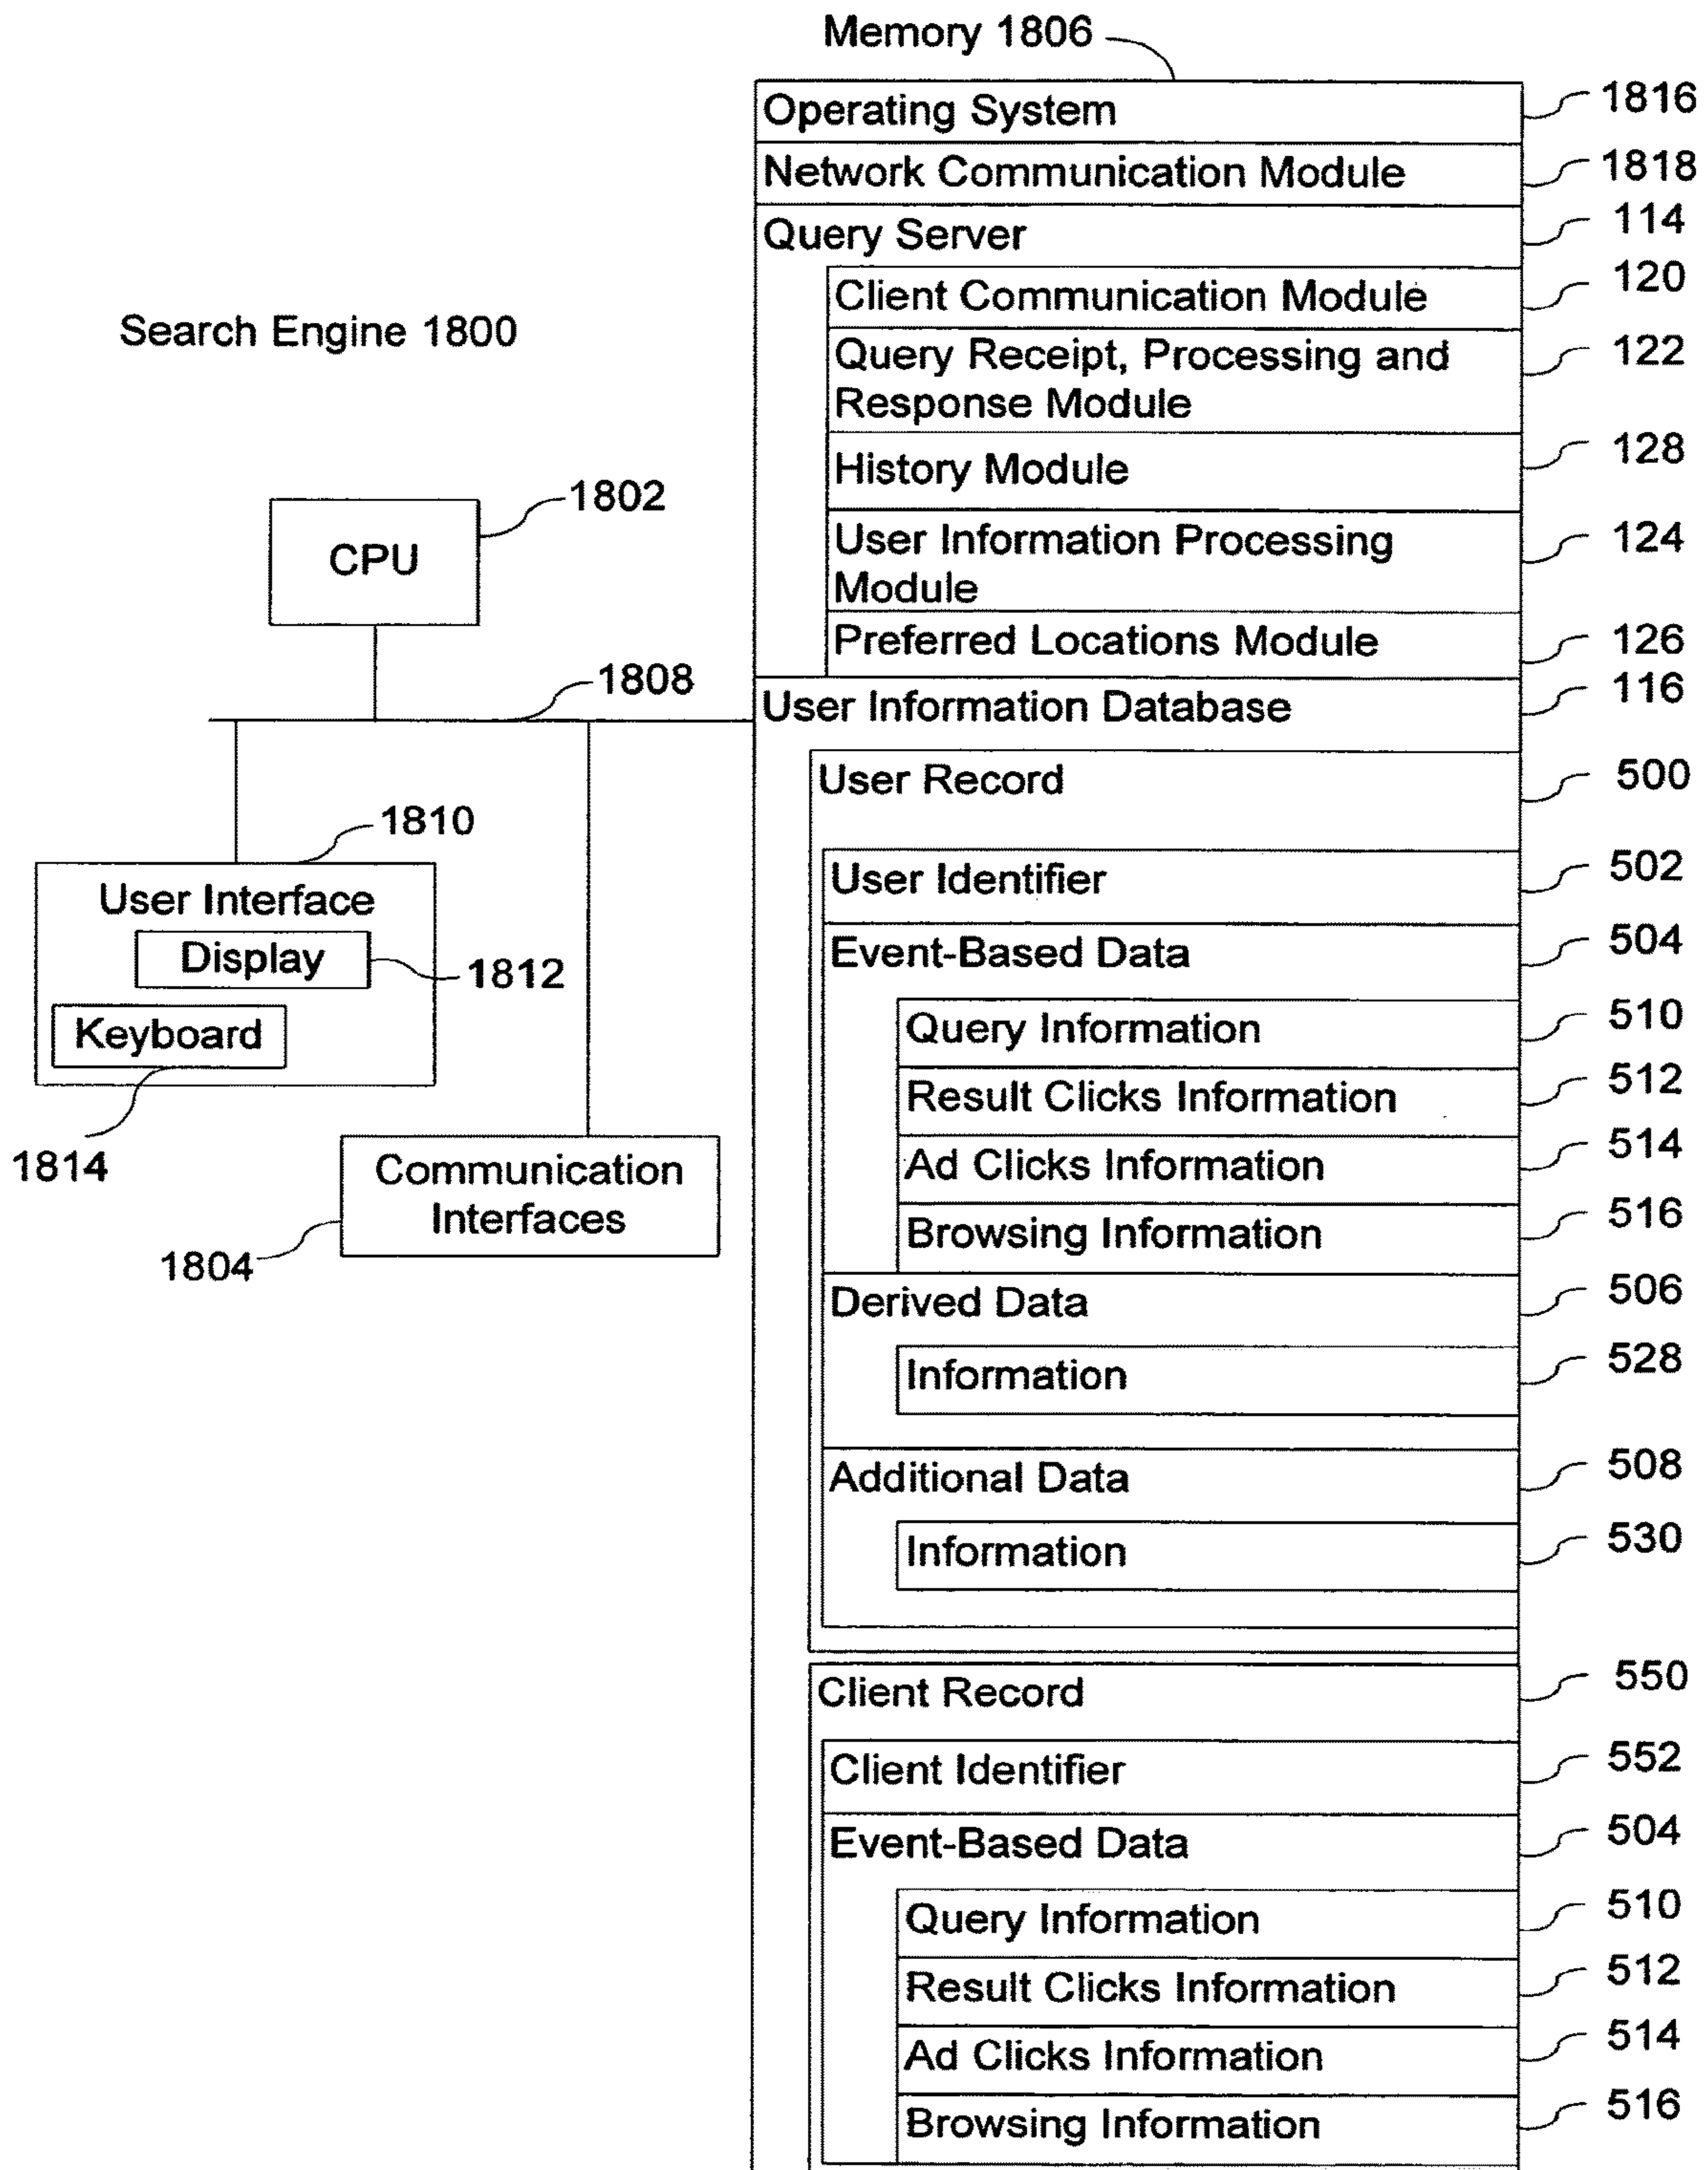 Memory 1806
Operating System 1816
Network Communication Module 1818
Query Server 114
Client Communication Module 120
Search Engine 1800
Query Receipt, Processing and 122
Response Module
History Module 128
CPU 1802
User Information Processing 124
Module
Preferred Locations Module 126
1808
User Information Database 116
User Record 500
1810
User Interface
User Identifier 502
Display 1812
Event-Based Data 504
Keyboard
Query Information 510
Result Clicks Information 512
1814
Communication
Interfaces
1804
Ad Clicks Information 514
Browsing Information 516
Derived Data 506
Information 528
Additional Data 508
Information 530
Client Record 550
Client Identifier 552
Event-Based Data 504
Query Information 510
Result Clicks Information 512
Ad Clicks Information 514
Browsing Information 516